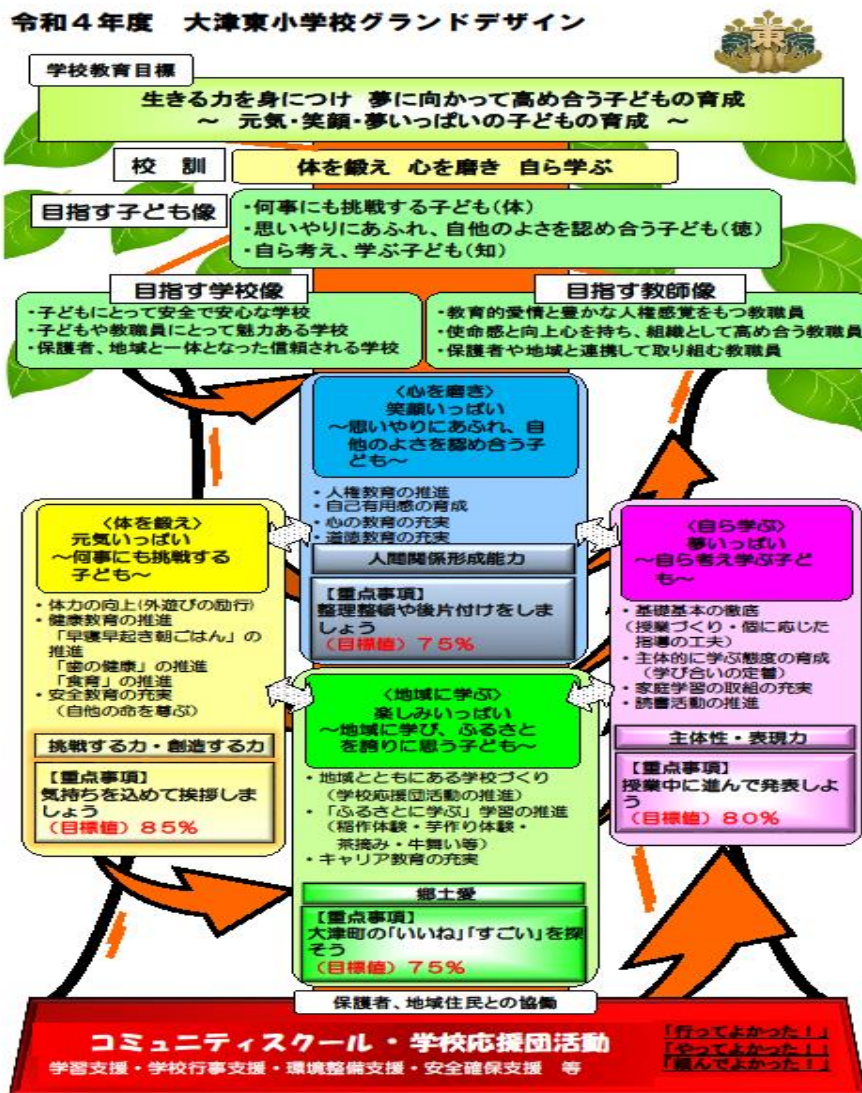 令和４年度　大津東小学校グランドデザイン
東
学校教育目標
生きる力を身につけ　夢に向かって高め合う子どもの育成
～　元気・笑顔・夢いっぱいの子どもの育成　～
校　訓
体を鍛え　心を磨き　自ら学ぶ
目指す子ども像
・何事にも挑戦する子ども（体）
・思いやりにあふれ、自他のよさを認め合う子ども（徳）
・自ら考え、学ぶ子ども（知）
目指す学校像
・子どもにとって安全で安心な学校
・子どもや教職員にとって魅力ある学校
・保護者、地域と一体となった信頼される学校
目指す教師像
・教育的愛情と豊かな人権感覚をもつ教職員
・使命感と向上心を持ち、組織として高め合う教職員
・保護者や地域と連携して取り組む教職員
〈心を磨き〉
笑顔いっぱい
～思いやりにあふれ、自
他のよさを認め合う子
ども～
・人権教育の推進
・自己有用感の育成
・心の教育の充実
・道徳教育の充実
人間関係形成能力
【重点事項】
整理整頓や後片付けをしま
しょう
（目標値）７５％
〈体を鍛え〉
元気いっぱい
～何事にも挑戦する
子ども～
・体力の向上（外遊びの励行）
・健康教育の推進
「早寝早起き朝ごはん」の
推進
「歯の健康」の推進
「食育」の推進
・安全教育の充実
（自他の命を尊ぶ）
挑戦する力・創造する力
【重点事項】
気持ちを込めて挨拶しま
しょう
（目標値）８５％
〈自ら学ぶ〉
夢いっぱい
～自ら考え学ぶ子ど
も～
・基礎基本の徹底
（授業づくり・個に応じた
指導の工夫）
・主体的に学ぶ態度の育成
（学び合いの定着）
・家庭学習の取組の充実
・読書活動の推進
主体性・表現力
【重点事項】
授業中に進んで発表しよ
う
（目標値）８０％
〈地域に学ぶ〉
楽しみいっぱい
～地域に学び、ふるさと
を誇りに思う子ども～
・地域とともにある学校づくり
（学校応援団活動の推進）
・「ふるさとに学ぶ」学習の推進
（稲作体験・芋作り体験・
茶摘み・牛舞い等）
・キャリア教育の充実
郷土愛
【重点事項】
大津町の「いいね」「すごい」を探
そう
（目標値）７５％
保護者、地域住民との協働
コミュニティスクール・学校応援団活動
学習支援・学校行事支援・環境整備支援・安全確保支援　等
「行ってよかった！」
「やってよかった！」
「頼んでよかった！」